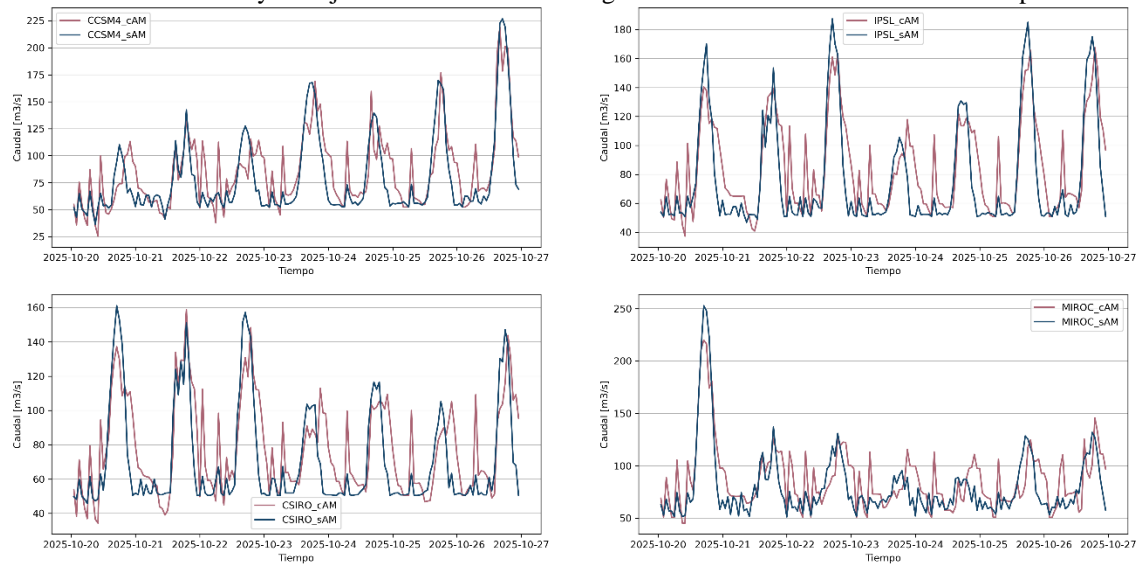 CCSM4_cAM
CCSM4_sAM
225
200
175
150
125
100
75
50
25
Caudal [m3/s]
2025-10-20 2025-10-21 2025-10-22 2025-10-23 2025-10-24 2025-10-25 2025-10-26 2025-10-27
Tiempo
IPSL_cAM
IPSL_sAM
180
160
140
120
100
80
60
40
Caudal [m3/s]
2025-10-20 2025-10-21 2025-10-22 2025-10-23 2025-10-24 2025-10-25 2025-10-26 2025-10-27
Tiempo
160
140
120
100
80
60
40
Caudal [m3/s]
CSIRO_cAM
CSIRO_sAM
2025-10-20 2025-10-21 2025-10-22 2025-10-23 2025-10-24 2025-10-25 2025-10-26 2025-10-27
Tiempo
MIROC_cAM
MIROC_sAM
250
200
150
100
50
Caudal [m3/s]
2025-10-20 2025-10-21 2025-10-22 2025-10-23 2025-10-24 2025-10-25 2025-10-26 2025-10-27
Tiempo